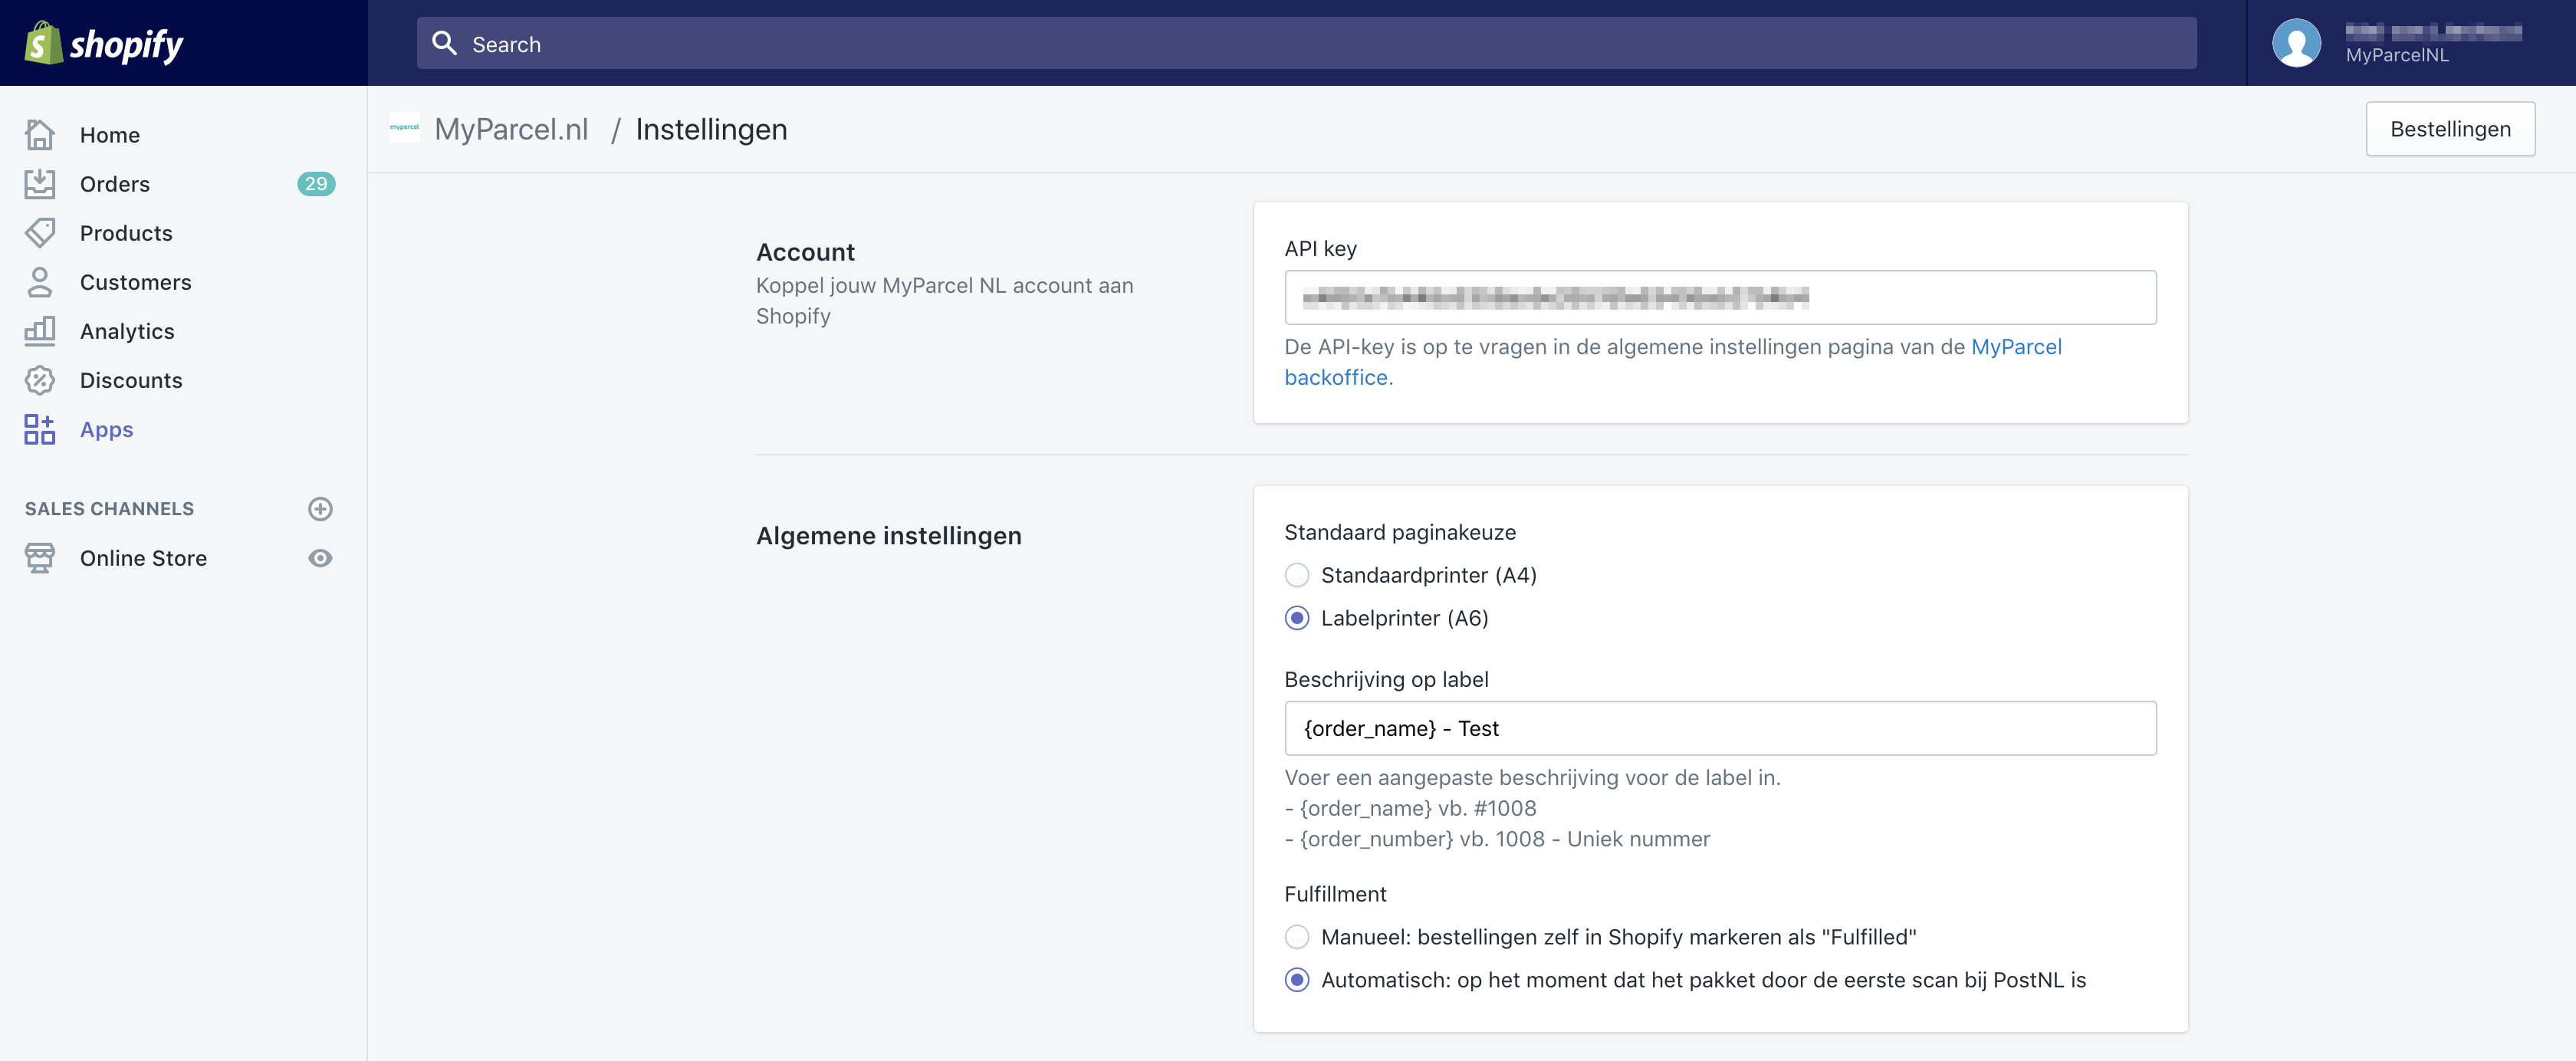 shopify
Search
MyParcelNL
Home
Orders
29
Products
Customers
Analytics
Discounts
Apps
SALES CHANNELS
Online Store
myparcel
MyParcel.nl / Instellingen
Bestellingen
Account
Koppel jouw MyParcel NL account aan
Shopify
API key
De API-key is op te vragen in de algemene instellingen pagina van de MyParcel
backoffice.
Algemene instellingen
Standaard paginakeuze
Standaardprinter (A4)
Labelprinter (A6)
Beschrijving op label
{order_name} - Test
Voer een aangepaste beschrijving voor de label in.
- {order_name} vb. #1008
- {order_number} vb. 1008 - Uniek nummer
Fulfillment
Manueel: bestellingen zelf in Shopify markeren als "Fulfilled"
Automatisch: op het moment dat het pakket door de eerste scan bij PostNL is